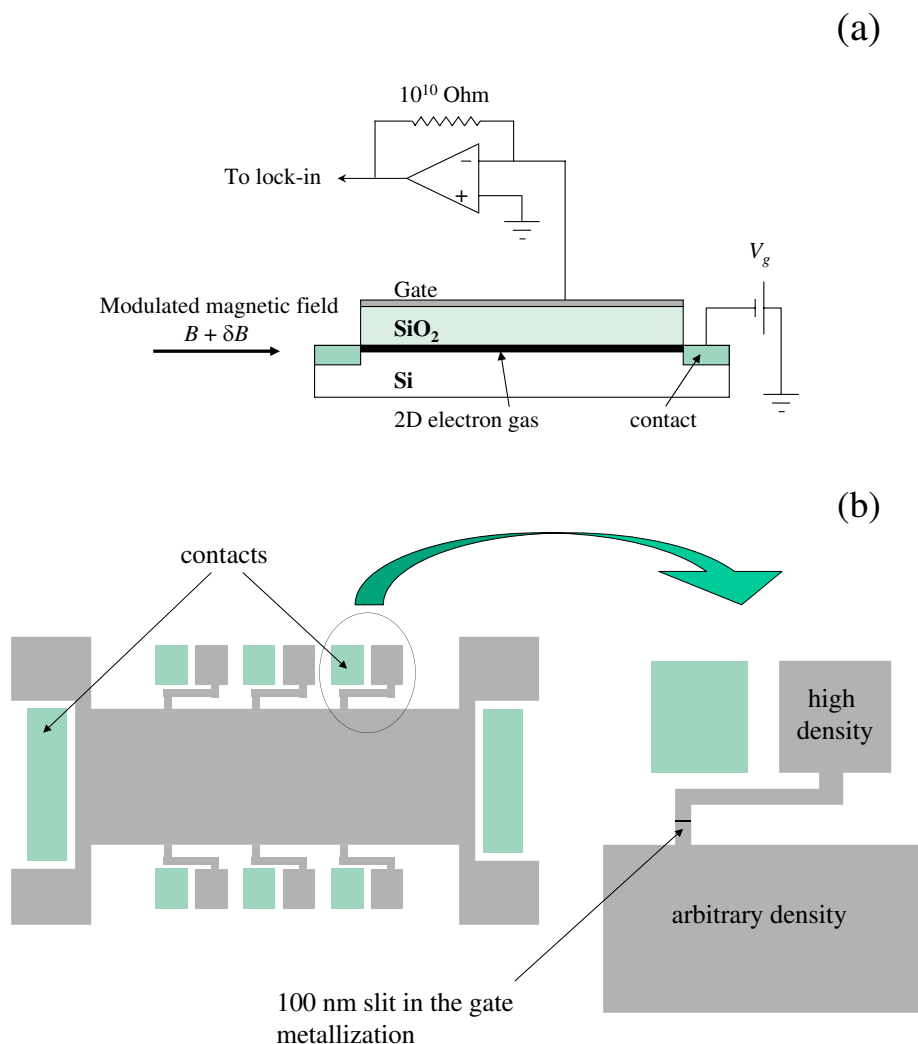 (a)
10¹⁰ Ohm
−
To lock-in
+
V_g
Gate
Modulated magnetic field
B + δB
SiO₂
Si
2D electron gas
contact
(b)
contacts
high
density
arbitrary density
100 nm slit in the gate
metallization